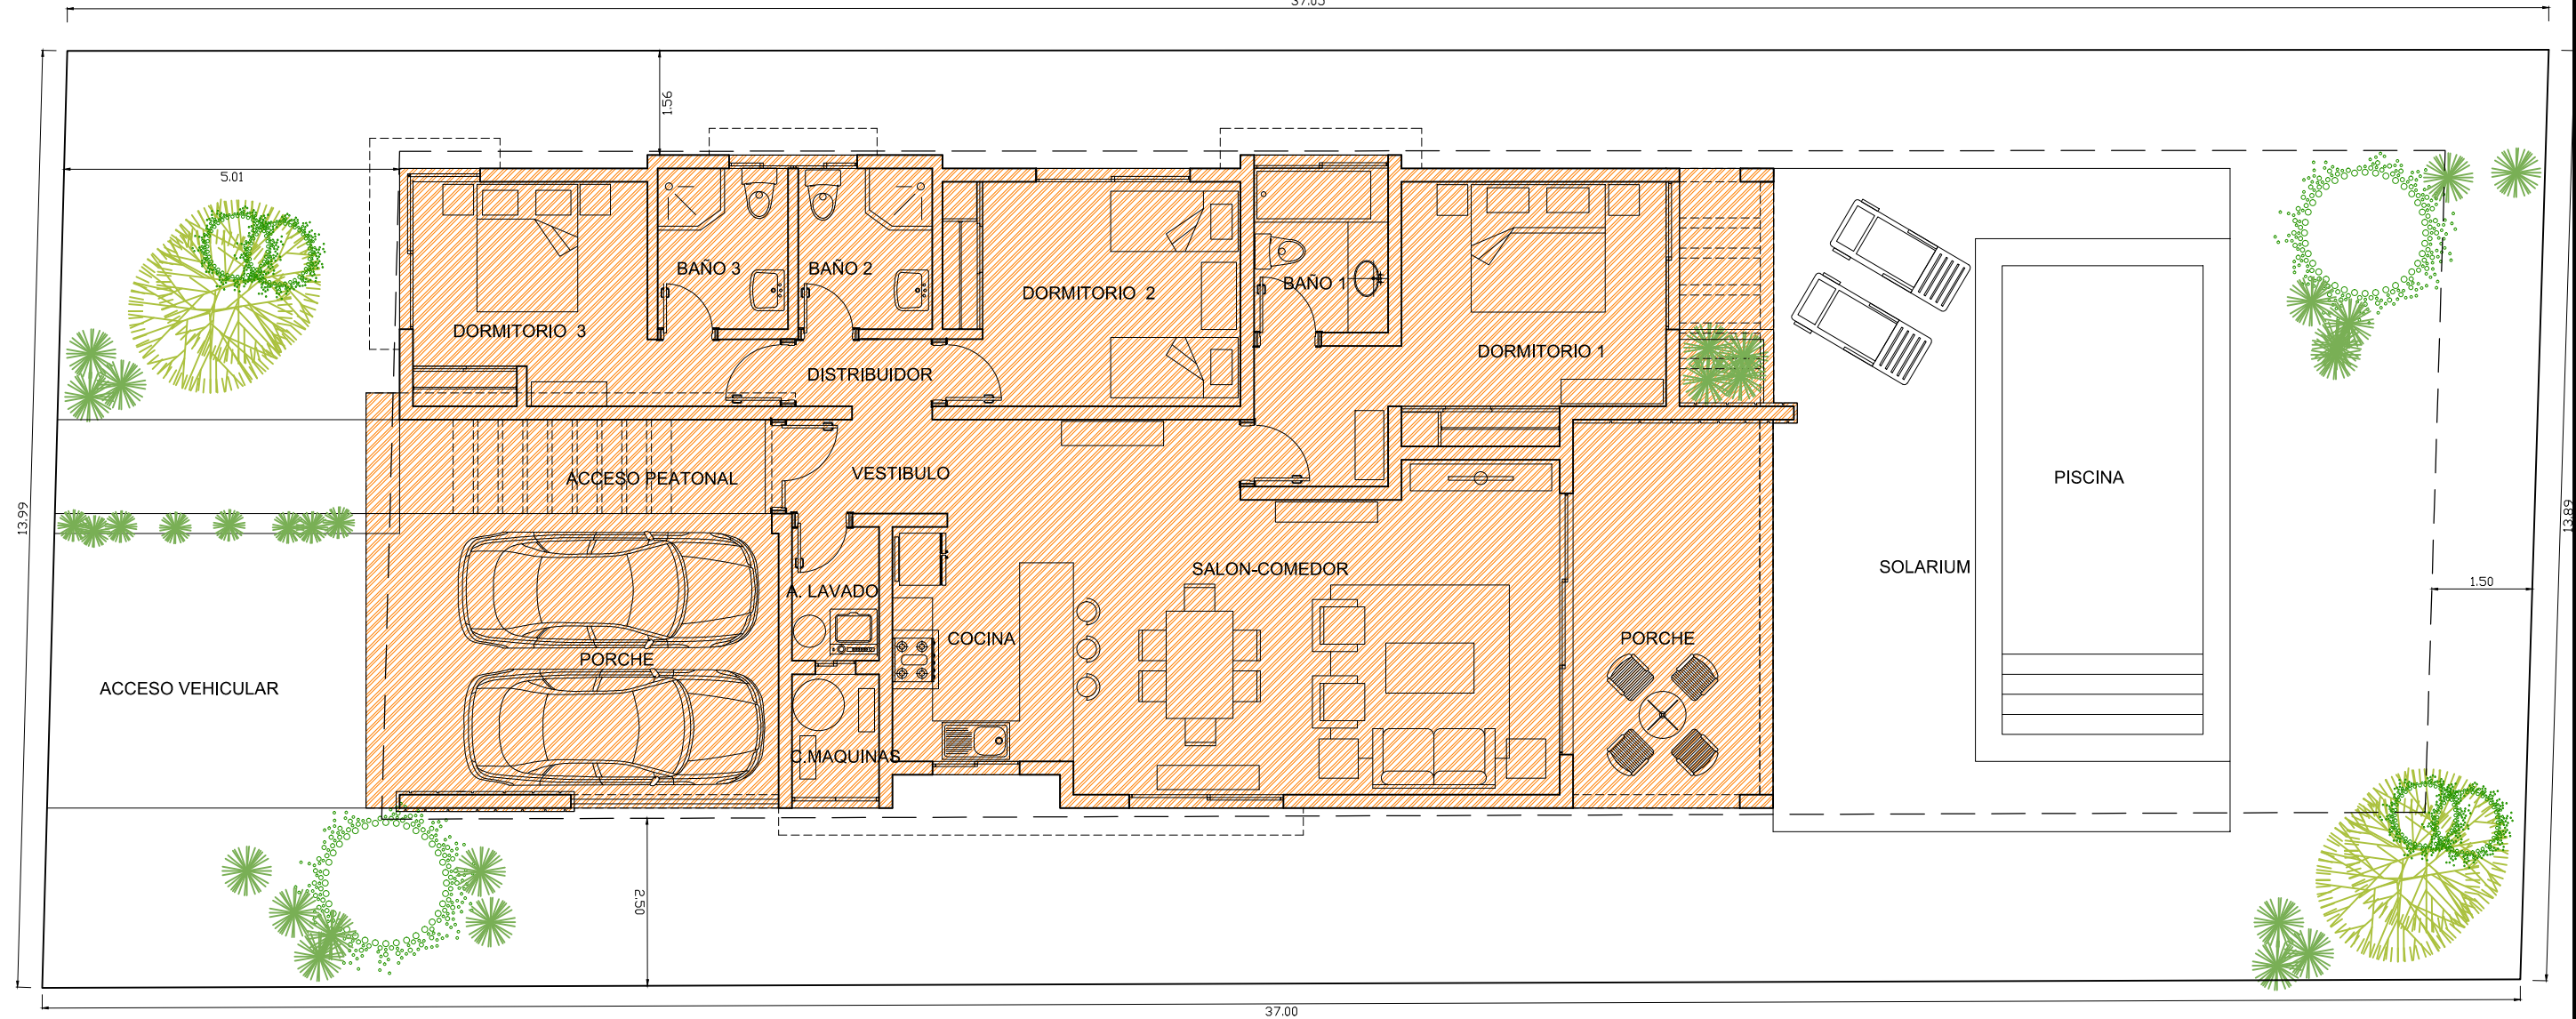 37.05
1.56
5.01
BAÑO 3
BAÑO 2
BAÑO 1
DORMITORIO 2
DORMITORIO 3
DORMITORIO 1
DISTRIBUIDOR
ACCESO PEATONAL
VESTIBULO
PISCINA
13.99
13.89
SALON-COMEDOR
SOLARIUM
1.50
A. LAVADO
COCINA
PORCHE
PORCHE
ACCESO VEHICULAR
C.MAQUINAS
2.50
37.00